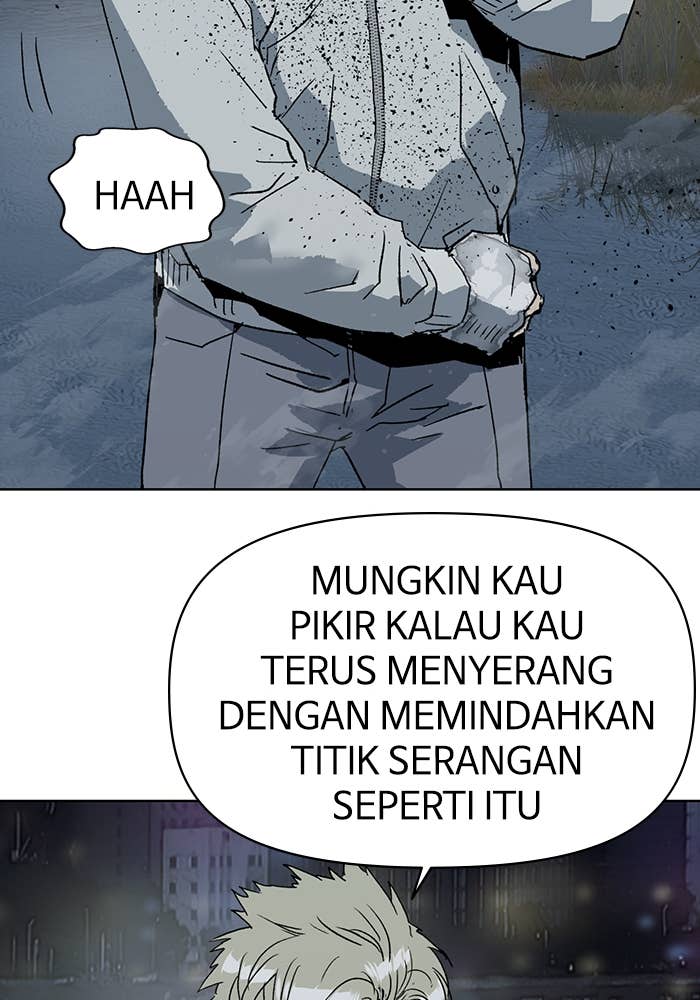 HAAH
MUNGKIN KAU
PIKIR KALAU KAU
TERUS MENYERANG
DENGAN MEMINDAHKAN
TITIK SERANGAN
SEPERTI ITU